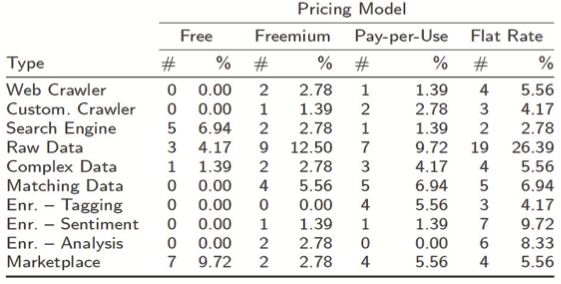 Pricing Model
Free Freemium Pay-per-Use Flat Rate
Type # % # % # % # %
Web Crawler 0 0.00 2 2.78 1 1.39 4 5.56
Custom. Crawler 0 0.00 1 1.39 2 2.78 3 4.17
Search Engine 5 6.94 2 2.78 1 1.39 2 2.78
Raw Data 3 4.17 9 12.50 7 9.72 19 26.39
Complex Data 1 1.39 2 2.78 3 4.17 4 5.56
Matching Data 0 0.00 4 5.56 5 6.94 5 6.94
Enr. – Tagging 0 0.00 0 0.00 4 5.56 3 4.17
Enr. – Sentiment 0 0.00 1 1.39 1 1.39 7 9.72
Enr. – Analysis 0 0.00 2 2.78 0 0.00 6 8.33
Marketplace 7 9.72 2 2.78 4 5.56 4 5.56